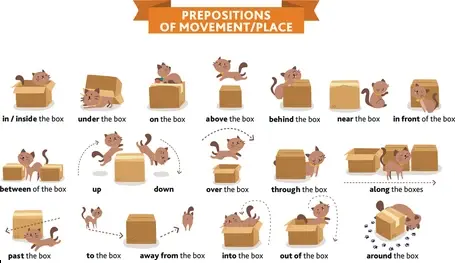 PREPOSITIONS
OF MOVEMENT/PLACE
in / inside the box
under the box
on the box
above the box
behind the box
near the box
in front of the box
between of the box
up
down
over the box
through the box
along the boxes
past the box
to the box
away from the box
into the box
out of the box
around the box